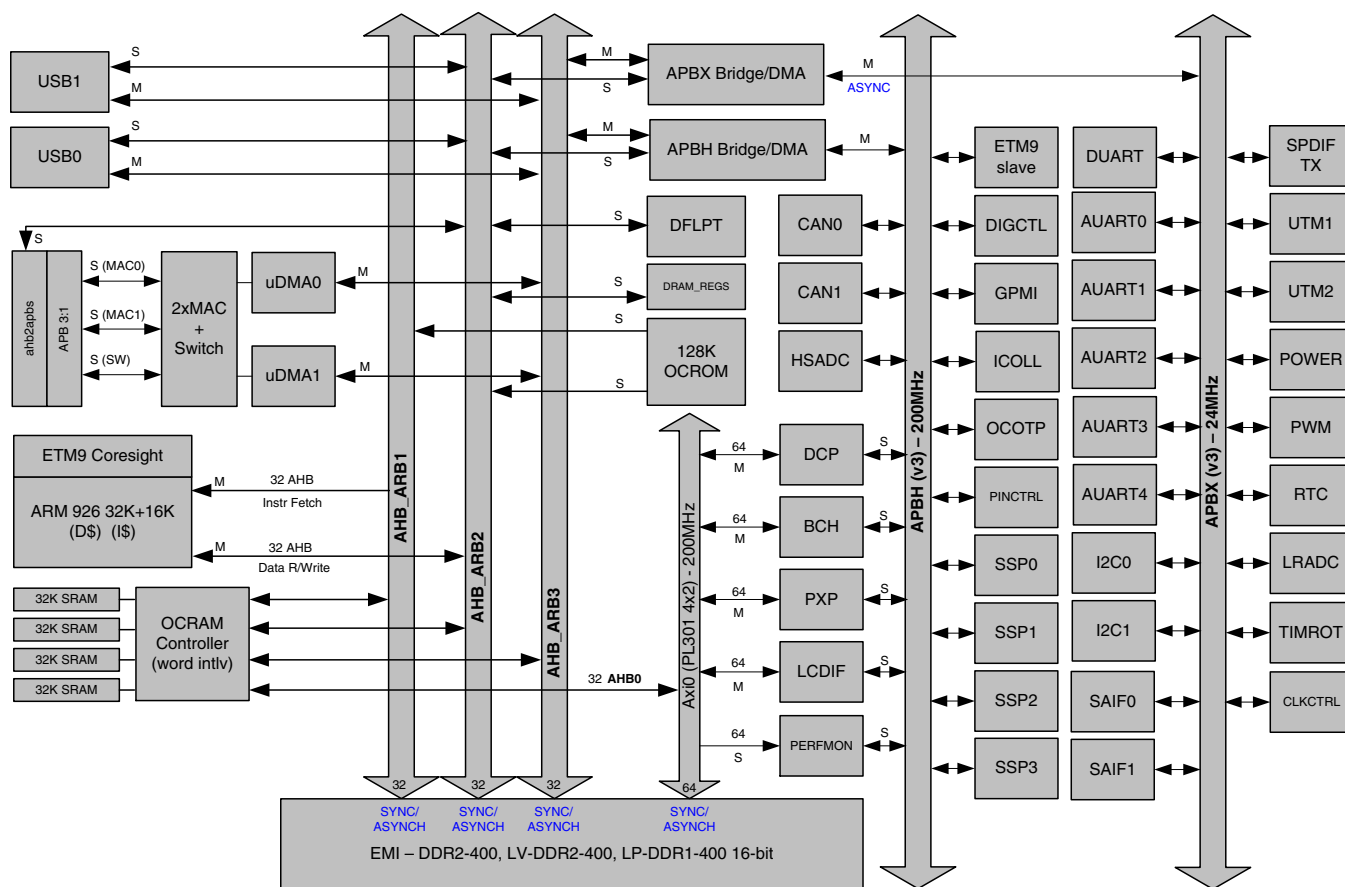 S
USB1
M
S
USB0
M
M
APBX Bridge/DMA
S
M
ASYNC
M
APBH Bridge/DMA
S
M
S
ahb2apbs
APB 3:1
S (MAC0)
S (MAC1)
S (SW)
2xMAC
+
Switch
uDMA0
M
uDMA1
M
S
DFLPT
S
DRAM_REGS
S
128K
OCROM
S
ETM9 Coresight
ARM 926 32K+16K
(D$) (I$)
M
32 AHB
Instr Fetch
M
32 AHB
Data R/Write
32K SRAM
32K SRAM
32K SRAM
32K SRAM
OCRAM
Controller
(word intlv)
32 AHB0
AHB_ARB1
AHB_ARB2
AHB_ARB3
Axi0 (PL301 4x2) - 200MHz
CAN0
CAN1
HSADC
64
M
DCP
S
64
M
BCH
S
64
M
PXP
S
64
M
LCDIF
S
64
S
PERFMON
S
APBH (v3) – 200MHz
ETM9
slave
DIGCTL
GPMI
ICOLL
OCOTP
PINCTRL
SSP0
SSP1
SSP2
SSP3
DUART
AUART0
AUART1
AUART2
AUART3
AUART4
I2C0
I2C1
SAIF0
SAIF1
APBX (v3) – 24MHz
SPDIF
TX
UTM1
UTM2
POWER
PWM
RTC
LRADC
TIMROT
CLKCTRL
32
32
32
64
SYNC/
ASYNCH
SYNC/
ASYNCH
SYNC/
ASYNCH
SYNC/
ASYNCH
EMI – DDR2-400, LV-DDR2-400, LP-DDR1-400 16-bit